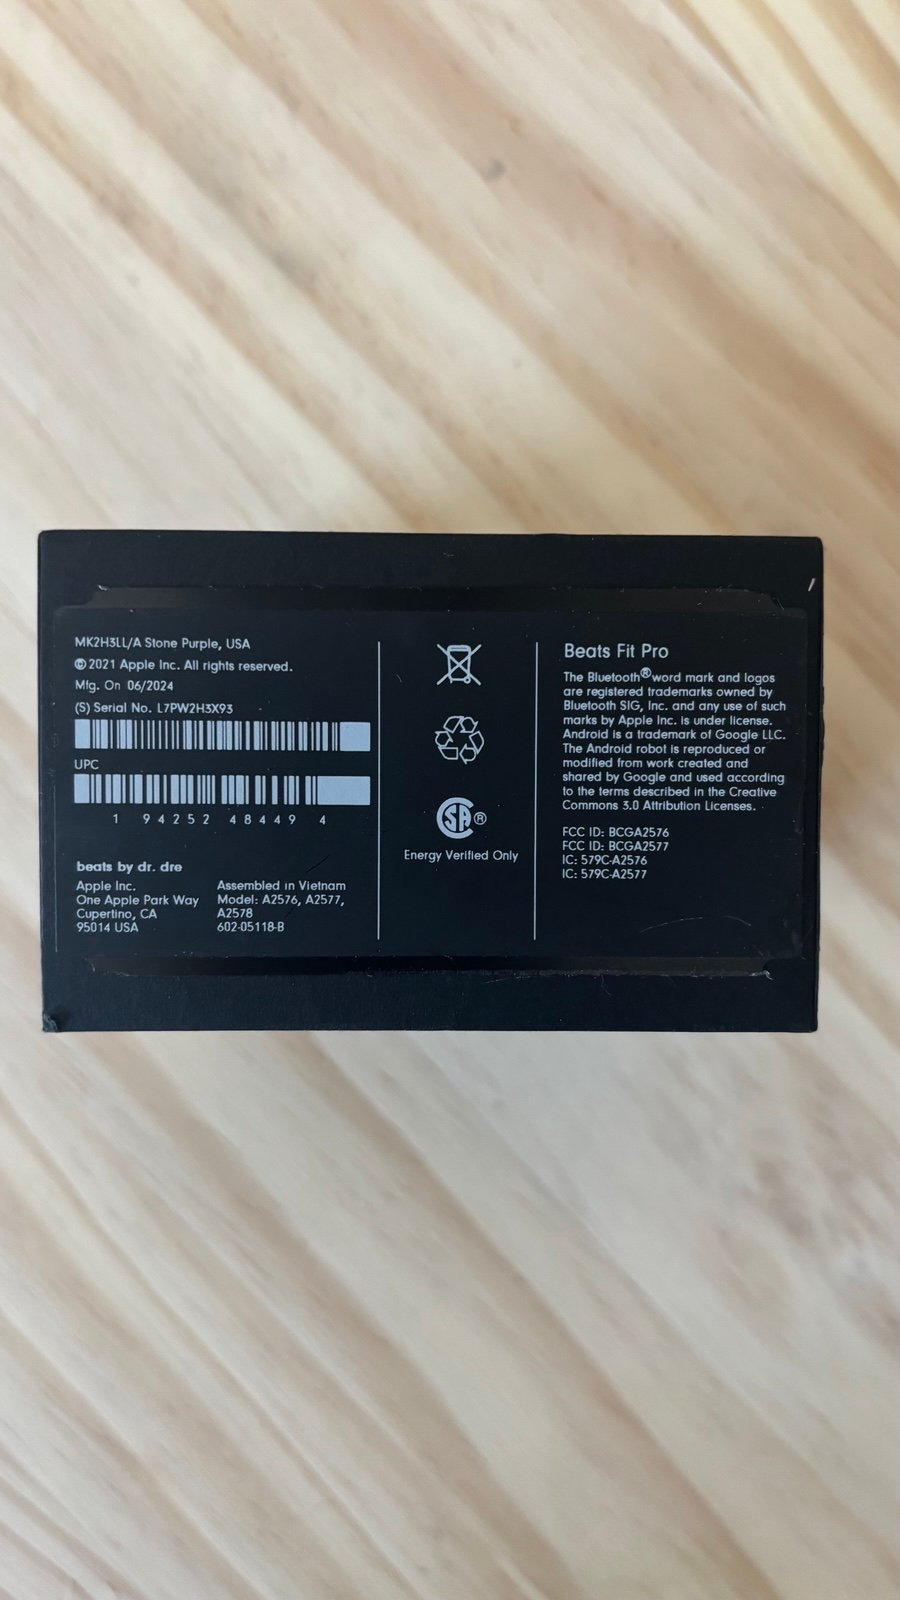 MK2H3LL/A Stone Purple, USA
© 2021 Apple Inc. All rights reserved.
Mfg. On 06/2024
(S) Serial No. L7PW2H3X93
UPC
1 94252 48449 4
beats by dr. dre
Apple Inc.
One Apple Park Way
Cupertino, CA
95014 USA
Assembled in Vietnam
Model: A2576, A2577,
A2578
602-05118-B
SA®
Energy Verified Only
Beats Fit Pro
The Bluetooth® word mark and logos
are registered trademarks owned by
Bluetooth SIG, Inc. and any use of such
marks by Apple Inc. is under license.
Android is a trademark of Google LLC.
The Android robot is reproduced or
modified from work created and
shared by Google and used according
to the terms described in the Creative
Commons 3.0 Attribution Licenses.
FCC ID: BCGA2576
FCC ID: BCGA2577
IC: 579C-A2576
IC: 579C-A2577